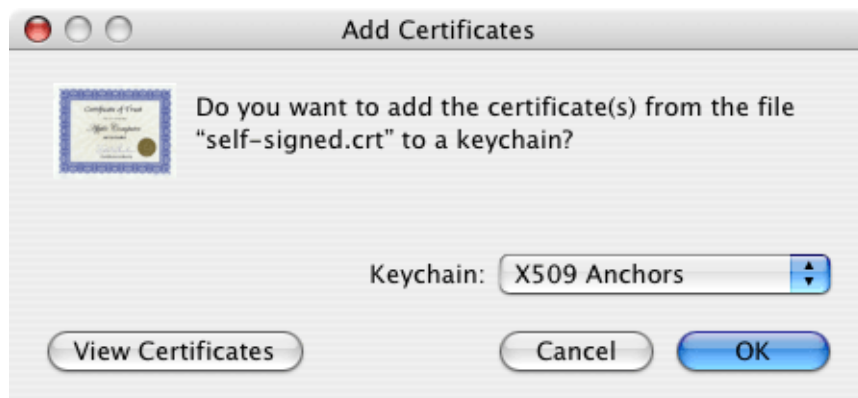 Add Certificates
Do you want to add the certificate(s) from the file
“self-signed.crt” to a keychain?
Keychain: X509 Anchors
View Certificates Cancel OK